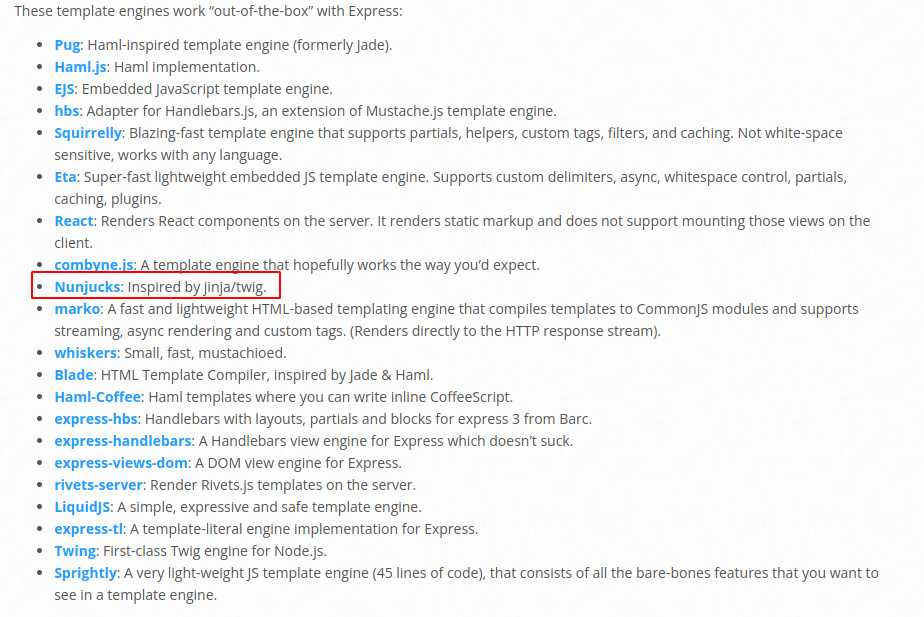 These template engines work “out-of-the-box” with Express:
Pug: Haml-inspired template engine (formerly Jade).
Haml.js: Haml implementation.
EJS: Embedded JavaScript template engine.
hbs: Adapter for Handlebars.js, an extension of Mustache.js template engine.
Squirrelly: Blazing-fast template engine that supports partials, helpers, custom tags, filters, and caching. Not white-space
sensitive, works with any language.
Eta: Super-fast lightweight embedded JS template engine. Supports custom delimiters, async, whitespace control, partials,
caching, plugins.
React: Renders React components on the server. It renders static markup and does not support mounting those views on the
client.
combyne.js: A template engine that hopefully works the way you’d expect.
Nunjucks: Inspired by jinja/twig.
marko: A fast and lightweight HTML-based templating engine that compiles templates to CommonJS modules and supports
streaming, async rendering and custom tags. (Renders directly to the HTTP response stream).
whiskers: Small, fast, mustachioed.
Blade: HTML Template Compiler, inspired by Jade & Haml.
Haml-Coffee: Haml templates where you can write inline CoffeeScript.
express-hbs: Handlebars with layouts, partials and blocks for express 3 from Barc.
express-handlebars: A Handlebars view engine for Express which doesn’t suck.
express-views-dom: A DOM view engine for Express.
rivets-server: Render Rivets.js templates on the server.
LiquidJS: A simple, expressive and safe template engine.
express-tl: A template-literal engine implementation for Express.
Twing: First-class Twig engine for Node.js.
Sprightly: A very light-weight JS template engine (45 lines of code), that consists of all the bare-bones features that you want to
see in a template engine.